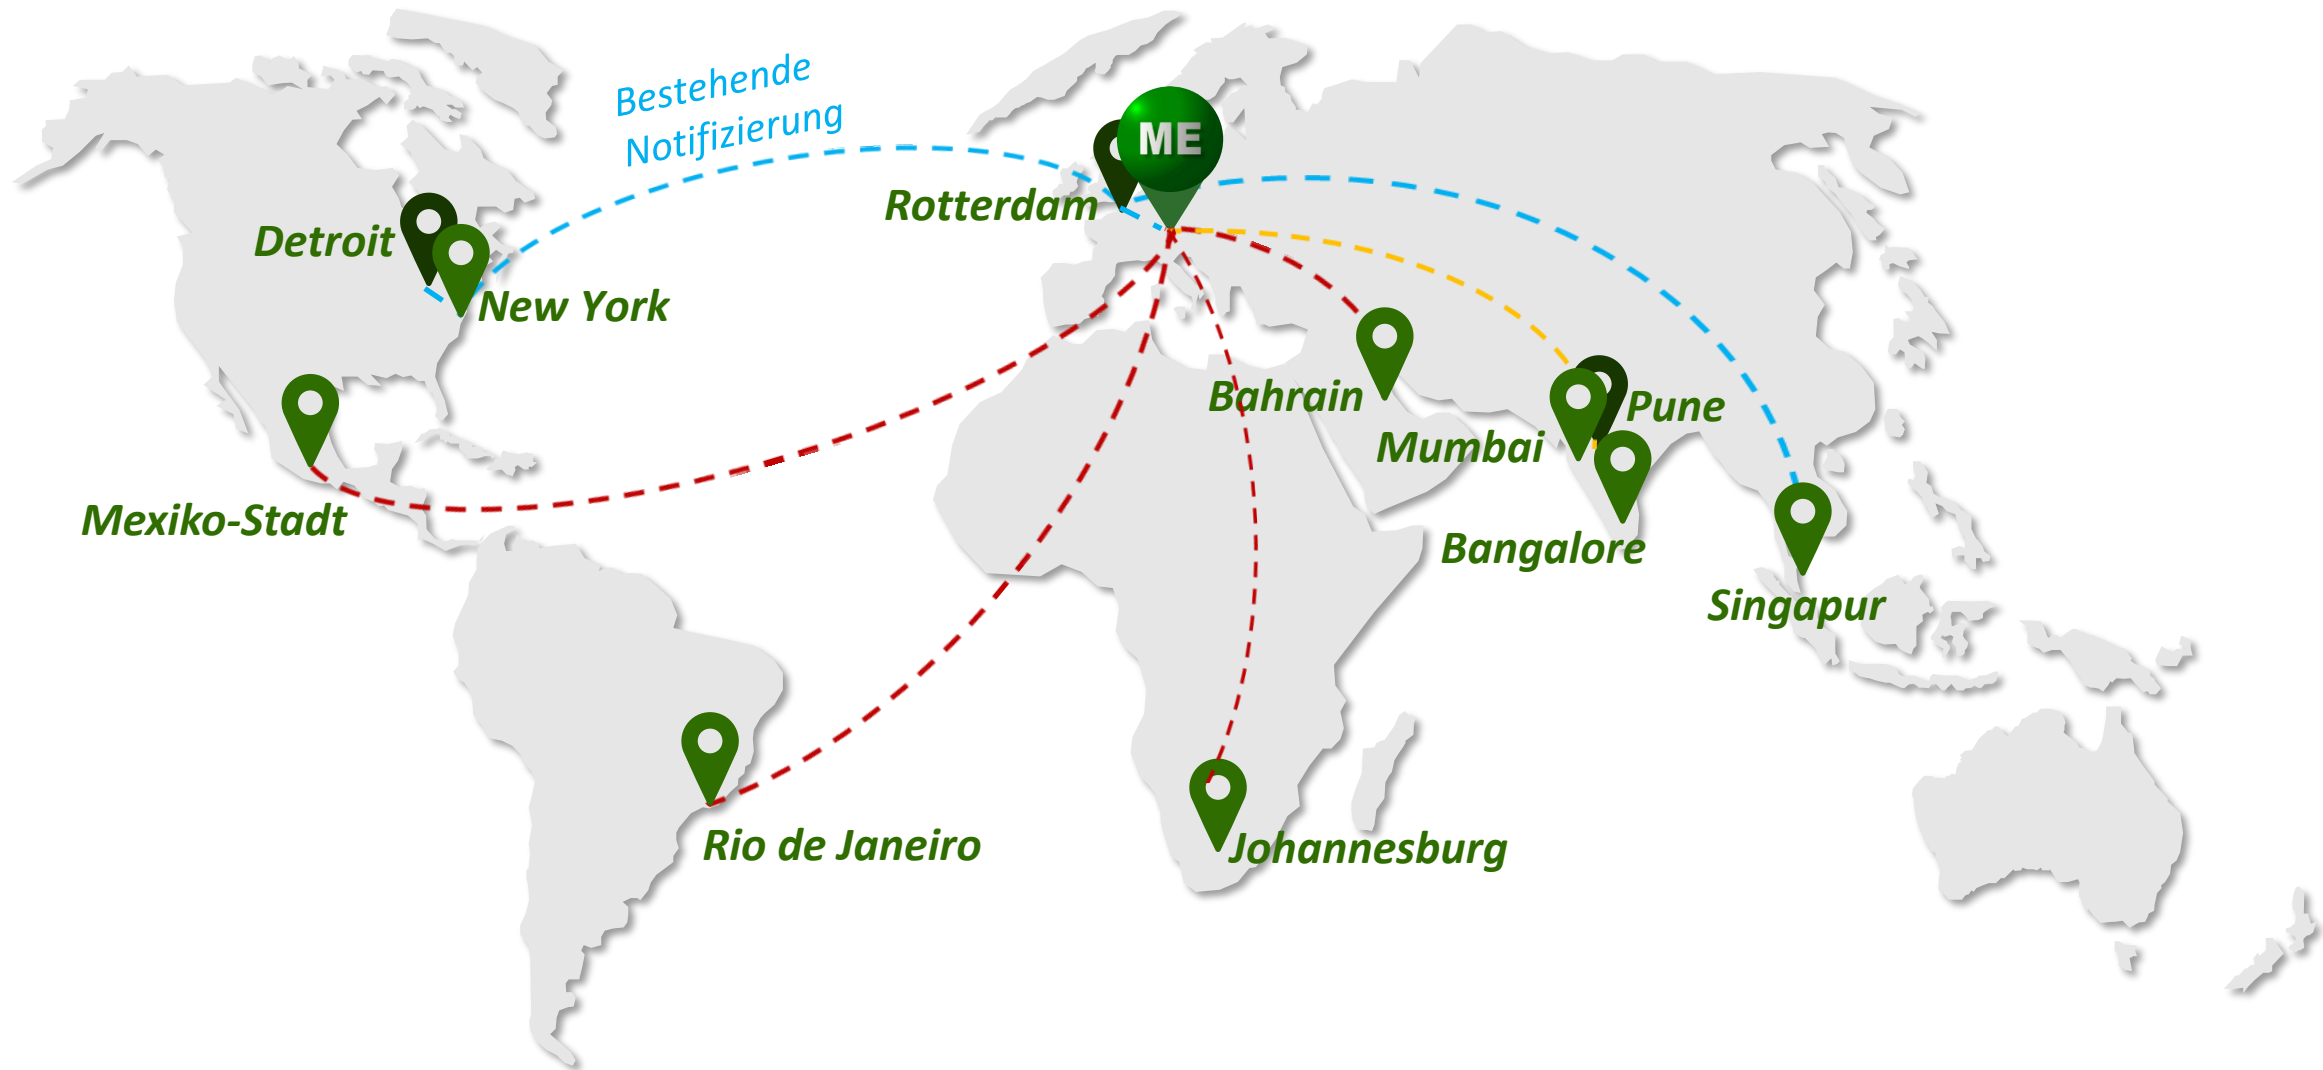 Bestehende
Notifizierung
ME
Rotterdam
Detroit
New York
Bahrain
Pune
Mumbai
Mexiko-Stadt
Bangalore
Singapur
Rio de Janeiro
Johannesburg